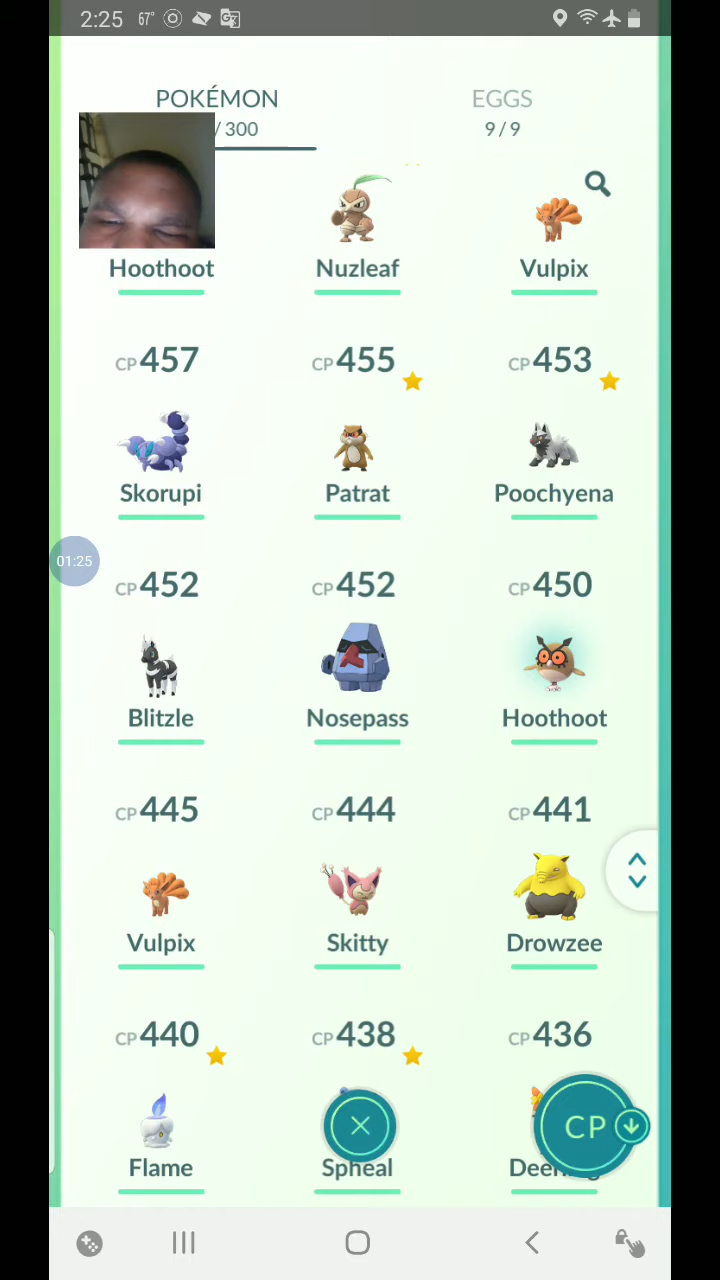 2:25 67°
POKÉMON EGGS
/ 300 9 / 9
Hoothoot Nuzleaf Vulpix
CP457 CP455 CP453
Skorupi Patrat Poochyena
01:25
CP452 CP452 CP450
Blitzle Nosepass Hoothoot
CP445 CP444 CP441
Vulpix Skitty Drowzee
CP440 CP438 CP436
CP
Flame Spheal